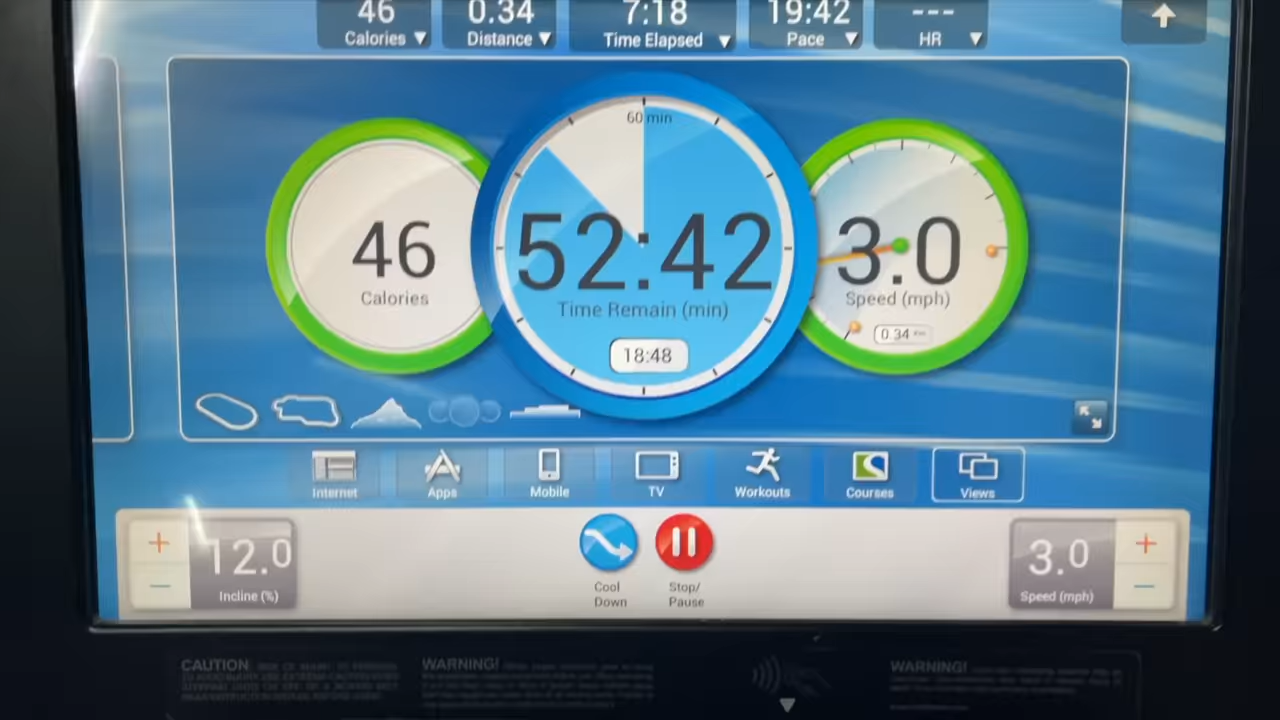 46
Calories ▼
0.34
Distance ▼
7:18
Time Elapsed ▼
19:42
Pace ▼
---
HR ▼
46
Calories
60 min
52:42
Time Remain (min)
18:48
3.0
Speed (mph)
0.34
Internet
Apps
Mobile
TV
Workouts
Courses
Views
+
−
12.0
Incline (%)
Cool
Down
Stop/
Pause
3.0
Speed (mph)
+
−
CAUTION
WARNING!
WARNING!